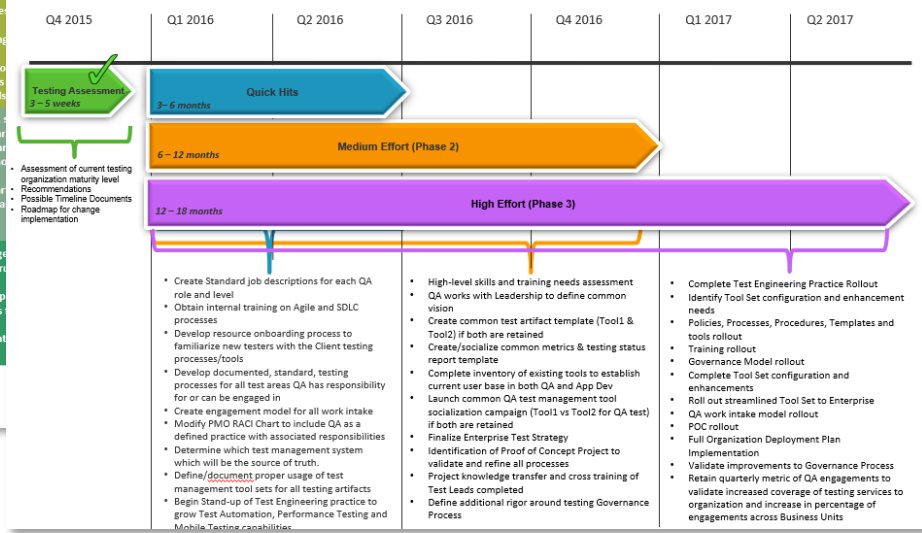 Q4 2015
Q1 2016
Q2 2016
Q3 2016
Q4 2016
Q1 2017
Q2 2017
Testing Assessment
3 – 5 weeks
Quick Hits
3– 6 months
Medium Effort (Phase 2)
6 – 12 months
High Effort (Phase 3)
12 – 18 months
• Assessment of current testing
organization maturity level
• Recommendations
• Possible Timeline Documents
• Roadmap for change
implementation
• Create Standard job descriptions for each QA
role and level
• Obtain internal training on Agile and SDLC
processes
• Develop resource onboarding process to
familiarize new testers with the Client testing
processes/tools
• Develop documented, standard, testing
processes for all test areas QA has responsibility
for or can be engaged in
• Create engagement model for all work intake
• Modify PMO RACI Chart to include QA as a
defined practice with associated responsibilities
• Determine which test management system
which will be the source of truth.
• Define/document proper usage of test
management tool sets for all testing artifacts
• Begin Stand-up of Test Engineering practice to
grow Test Automation, Performance Testing and
Mobile Testing capabilities
• High-level skills and training needs assessment
• QA works with Leadership to define common
vision
• Create common test artifact template (Tool1 &
Tool2) if both are retained
• Create/socialize common metrics & testing status
report template
• Complete inventory of existing tools to establish
current user base in both QA and App Dev
• Launch common QA test management tool
socialization campaign (Tool1 vs Tool2 for QA test)
if both are retained
• Finalize Enterprise Test Strategy
• Identification of Proof of Concept Project to
validate and refine all processes
• Project knowledge transfer and cross training of
Test Leads completed
• Define additional rigor around testing Governance
Process
• Complete Test Engineering Practice Rollout
• Identify Tool Set configuration and enhancement
needs
• Policies, Processes, Procedures, Templates and
tools rollout
• Training rollout
• Governance Model rollout
• Complete Tool Set configuration and
enhancements
• Roll out streamlined Tool Set to Enterprise
• QA work intake model rollout
• POC rollout
• Full Organization Deployment Plan
Implementation
• Validate improvements to Governance Process
• Retain quarterly metric of QA engagements to
validate increased coverage of testing services to
organization and increase in percentage of
engagements across Business Units